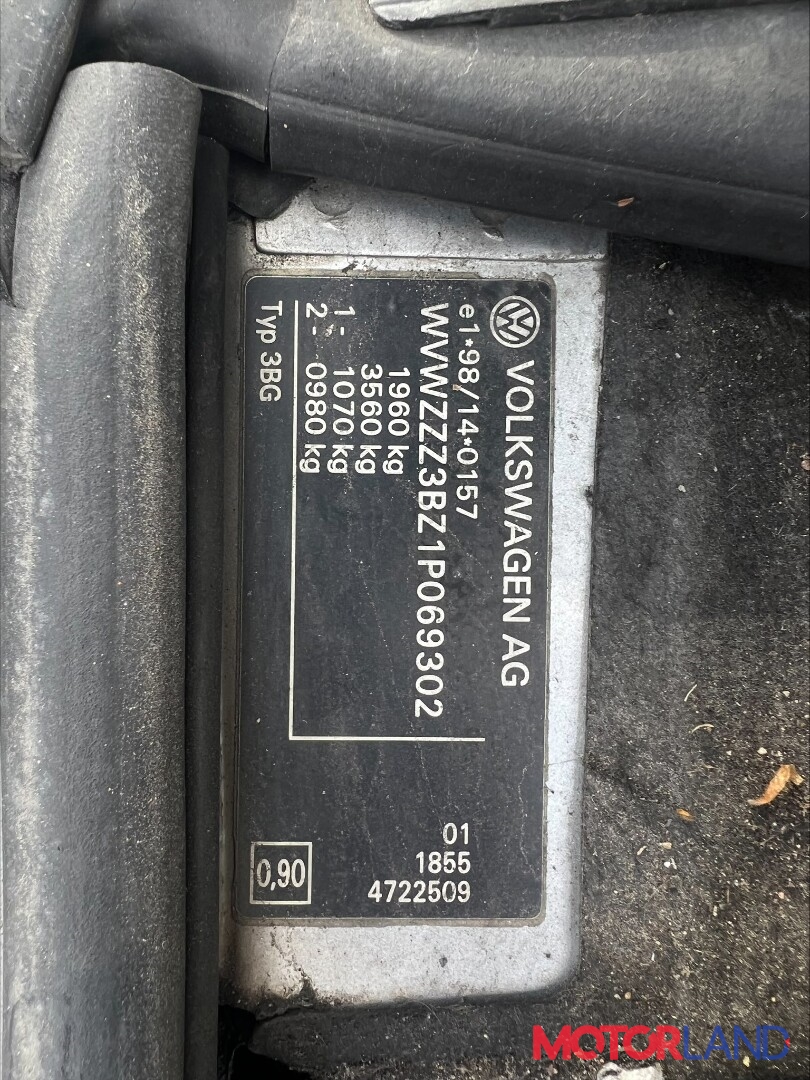 VOLKSWAGEN AG
e1*98/14*0157
WVWZZZ3BZ1P069302
1960 kg
3560 kg
1- 1070 kg
2- 0980 kg
Typ 3BG
01
1855
4722509
0,90
MOTORLAND